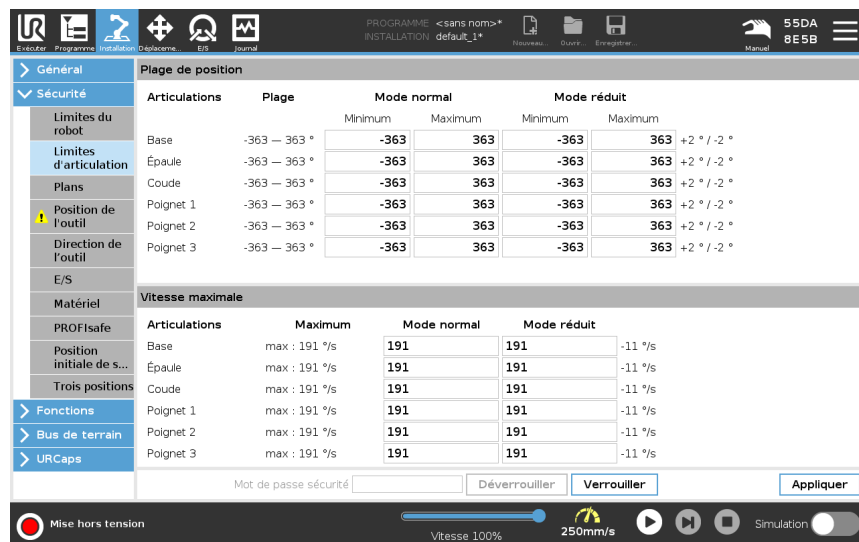 PROGRAMME <sans nom>*
INSTALLATION default_1*
Exécuter Programme Installation Déplaceme... E/S Journal
Nouveau... Ouvrir... Enregistrer...
Manuel
55DA
8E5B
Général
Sécurité
Limites du
robot
Limites
d'articulation
Plans
Position de
l'outil
Direction de
l'outil
E/S
Matériel
PROFIsafe
Position
initiale de s...
Trois positions
Fonctions
Bus de terrain
URCaps
Plage de position
Articulations Plage Mode normal Mode réduit
Minimum Maximum Minimum Maximum
Base -363 — 363 ° -363 363 -363 363 +2 ° / -2 °
Épaule -363 — 363 ° -363 363 -363 363 +2 ° / -2 °
Coude -363 — 363 ° -363 363 -363 363 +2 ° / -2 °
Poignet 1 -363 — 363 ° -363 363 -363 363 +2 ° / -2 °
Poignet 2 -363 — 363 ° -363 363 -363 363 +2 ° / -2 °
Poignet 3 -363 — 363 ° -363 363 -363 363 +2 ° / -2 °
Vitesse maximale
Articulations Maximum Mode normal Mode réduit
Base max : 191 °/s 191 191 -11 °/s
Épaule max : 191 °/s 191 191 -11 °/s
Coude max : 191 °/s 191 191 -11 °/s
Poignet 1 max : 191 °/s 191 191 -11 °/s
Poignet 2 max : 191 °/s 191 191 -11 °/s
Poignet 3 max : 191 °/s 191 191 -11 °/s
Mot de passe sécurité Déverrouiller Verrouiller Appliquer
Mise hors tension
Vitesse 100%
250mm/s
Simulation